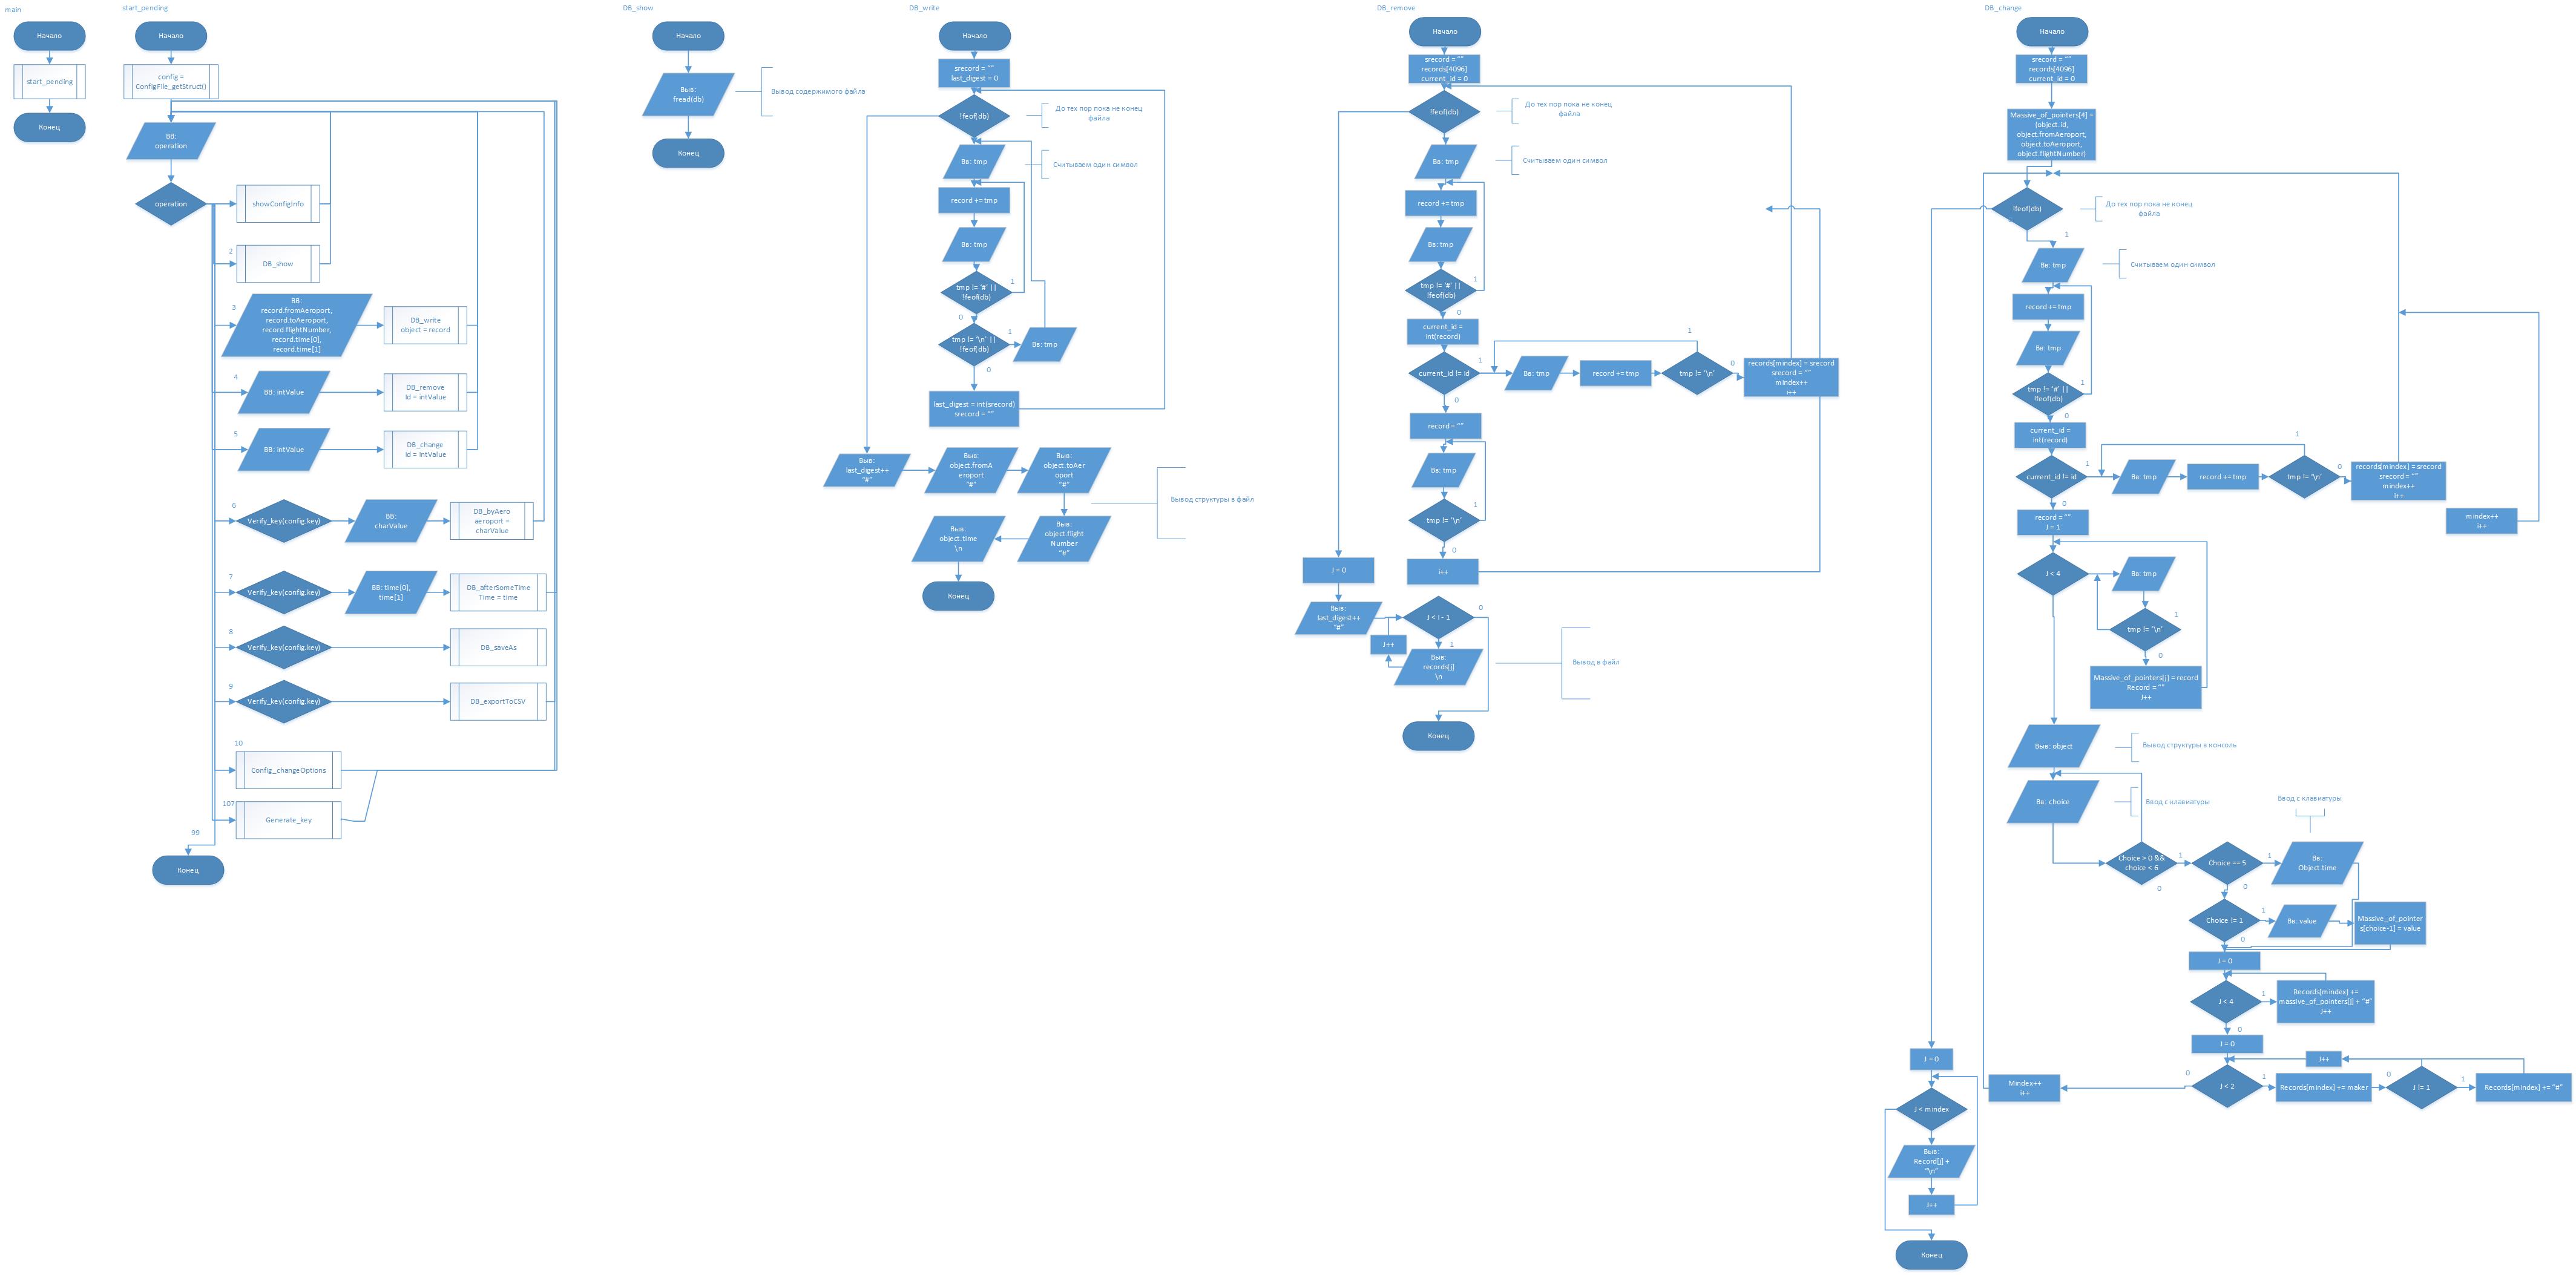 main
Начало
start_pending
Конец
start_pending
Начало
config =
ConfigFile_getStruct()
ВВ:
operation
operation
showConfigInfo
2
DB_show
3
ВВ:
record.fromAeroport,
record.toAeroport,
record.flightNumber,
record.time[0],
record.time[1]
DB_write
object = record
4
ВВ: intValue
DB_remove
Id = intValue
5
ВВ: intValue
DB_change
Id = intValue
6
Verify_key(config.key)
ВВ:
charValue
DB_byAero
aeroport =
charValue
7
Verify_key(config.key)
ВВ: time[0],
time[1]
DB_afterSomeTime
Time = time
8
Verify_key(config.key)
DB_saveAs
9
Verify_key(config.key)
DB_exportToCSV
10
Config_changeOptions
107
Generate_key
99
Конец
DB_show
Начало
Выв:
fread(db)
Вывод содержимого файла
Конец
DB_write
Начало
srecord = ""
last_digest = 0
!feof(db)
До тех пор пока не конец
файла
Вв: tmp
Считываем один символ
record += tmp
Вв: tmp
tmp != '#' ||
!feof(db)
1
0
tmp != '\n' ||
!feof(db)
1
Вв: tmp
0
last_digest = int(srecord)
srecord = ""
Выв:
last_digest++
"#"
Выв:
object.fromA
eroport
"#"
Выв:
object.toAer
oport
"#"
Вывод структуры в файл
Выв:
object.time
\n
Выв:
object.flight
Number
"#"
Конец
DB_remove
Начало
srecord = ""
records[4096]
current_id = 0
!feof(db)
До тех пор пока не конец
файла
Вв: tmp
Считываем один символ
record += tmp
Вв: tmp
tmp != '#' ||
!feof(db)
1
0
current_id =
int(record)
current_id != id
1
Вв: tmp
record += tmp
tmp != '\n'
1
0
records[mindex] = srecord
srecord = ""
mindex++
i++
0
record = ""
Вв: tmp
tmp != '\n'
1
0
i++
J = 0
Выв:
last_digest++
"#"
J < I - 1
0
1
J++
Выв:
records[j]
\n
Вывод в файл
Конец
DB_change
Начало
srecord = ""
records[4096]
current_id = 0
Massive_of_pointers[4] =
{object.id,
object.fromAeroport,
object.toAeroport,
object.flightNumber}
!feof(db)
До тех пор пока не конец
файла
1
Вв: tmp
Считываем один символ
record += tmp
Вв: tmp
tmp != '#' ||
!feof(db)
1
0
current_id =
int(record)
current_id != id
1
Вв: tmp
record += tmp
tmp != '\n'
1
0
records[mindex] = srecord
srecord = ""
mindex++
i++
mindex++
i++
0
record = ""
J = 1
J < 4
Вв: tmp
tmp != '\n'
1
0
Massive_of_pointers[j] = record
Record = ""
J++
Выв: object
Вывод структуры в консоль
Вв: choice
Ввод с клавиатуры
Ввод с клавиатуры
Choice > 0 &&
choice < 6
1
0
Choice == 5
1
0
Вв:
Object.time
Choice != 1
1
0
Вв: value
Massive_of_pointer
s[choice-1] = value
J = 0
J < 4
1
0
Records[mindex] +=
massive_of_pointers[j] + "#"
J++
J = 0
J < 2
0
1
Records[mindex] += maker
J++
J != 1
0
1
Records[mindex] += "#"
Mindex++
i++
J = 0
J < mindex
Выв:
Record[j] +
"\n"
J++
Конец